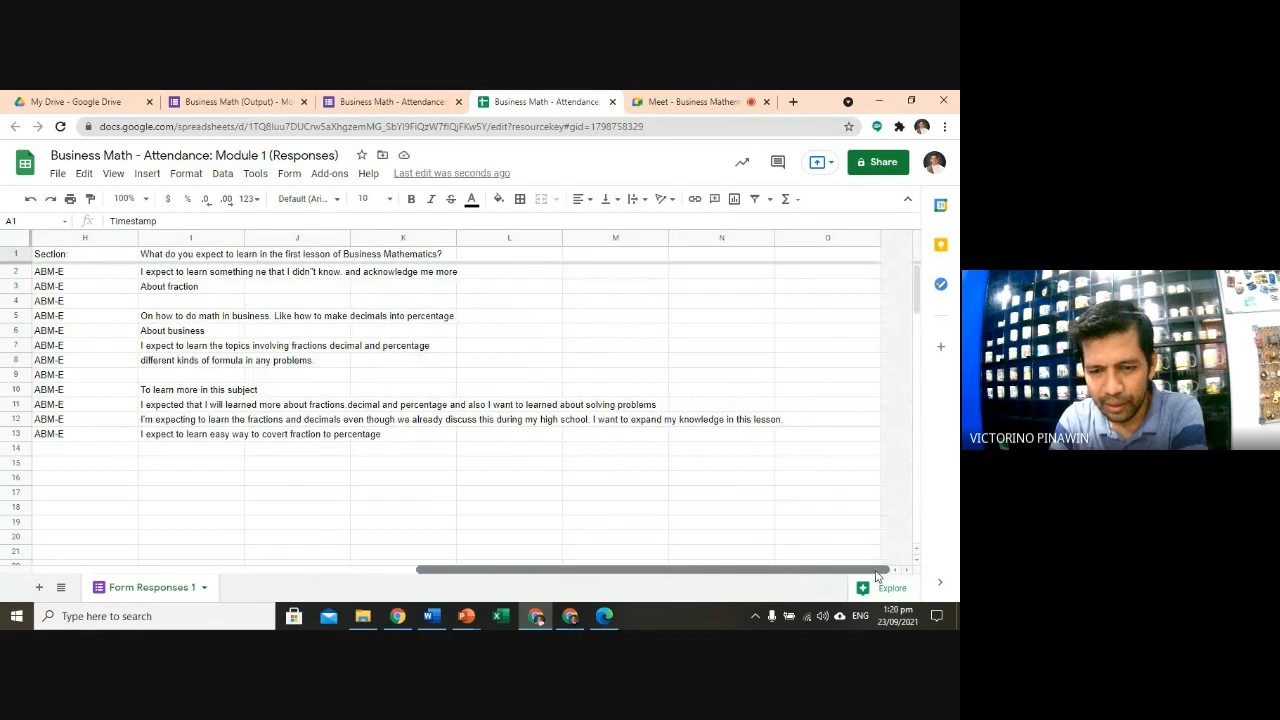 My Drive - Google Drive
Business Math (Output) - Mo
Business Math - Attendance:
Business Math - Attendance:
Meet - Business Mathem
Business Math - Attendance: Module 1 (Responses)
File Edit View Insert Format Data Tools Form Add-ons Help Last edit was seconds ago
Share
100% $ % .0 .00 123 Default (Ari... 10 B I S A
A1 fx Timestamp
H I J K L M N O
1 Section: What do you expect to learn in the first lesson of Business Mathematics?
2 ABM-E I expect to learn something ne that I didn"t know. and acknowledge me more
3 ABM-E About fraction
4 ABM-E
5 ABM-E On how to do math in business. Like how to make decimals into percentage.
6 ABM-E About business
7 ABM-E I expect to learn the topics involving fractions decimal and percentage
8 ABM-E different kinds of formula in any problems.
9 ABM-E
10 ABM-E To learn more in this subject
11 ABM-E I expected that I will learned more about fractions,decimal and percentage and also I want to learned about solving problems
12 ABM-E I'm expecting to learn the fractions and decimals even though we already discuss this during my high school. I want to expand my knowledge in this lesson.
13 ABM-E I expect to learn easy way to covert fraction to percentage
14
15
16
17
18
19
20
21
Form Responses 1
Explore
Type here to search
ENG
1:20 pm
23/09/2021
VICTORINO PINAWIN